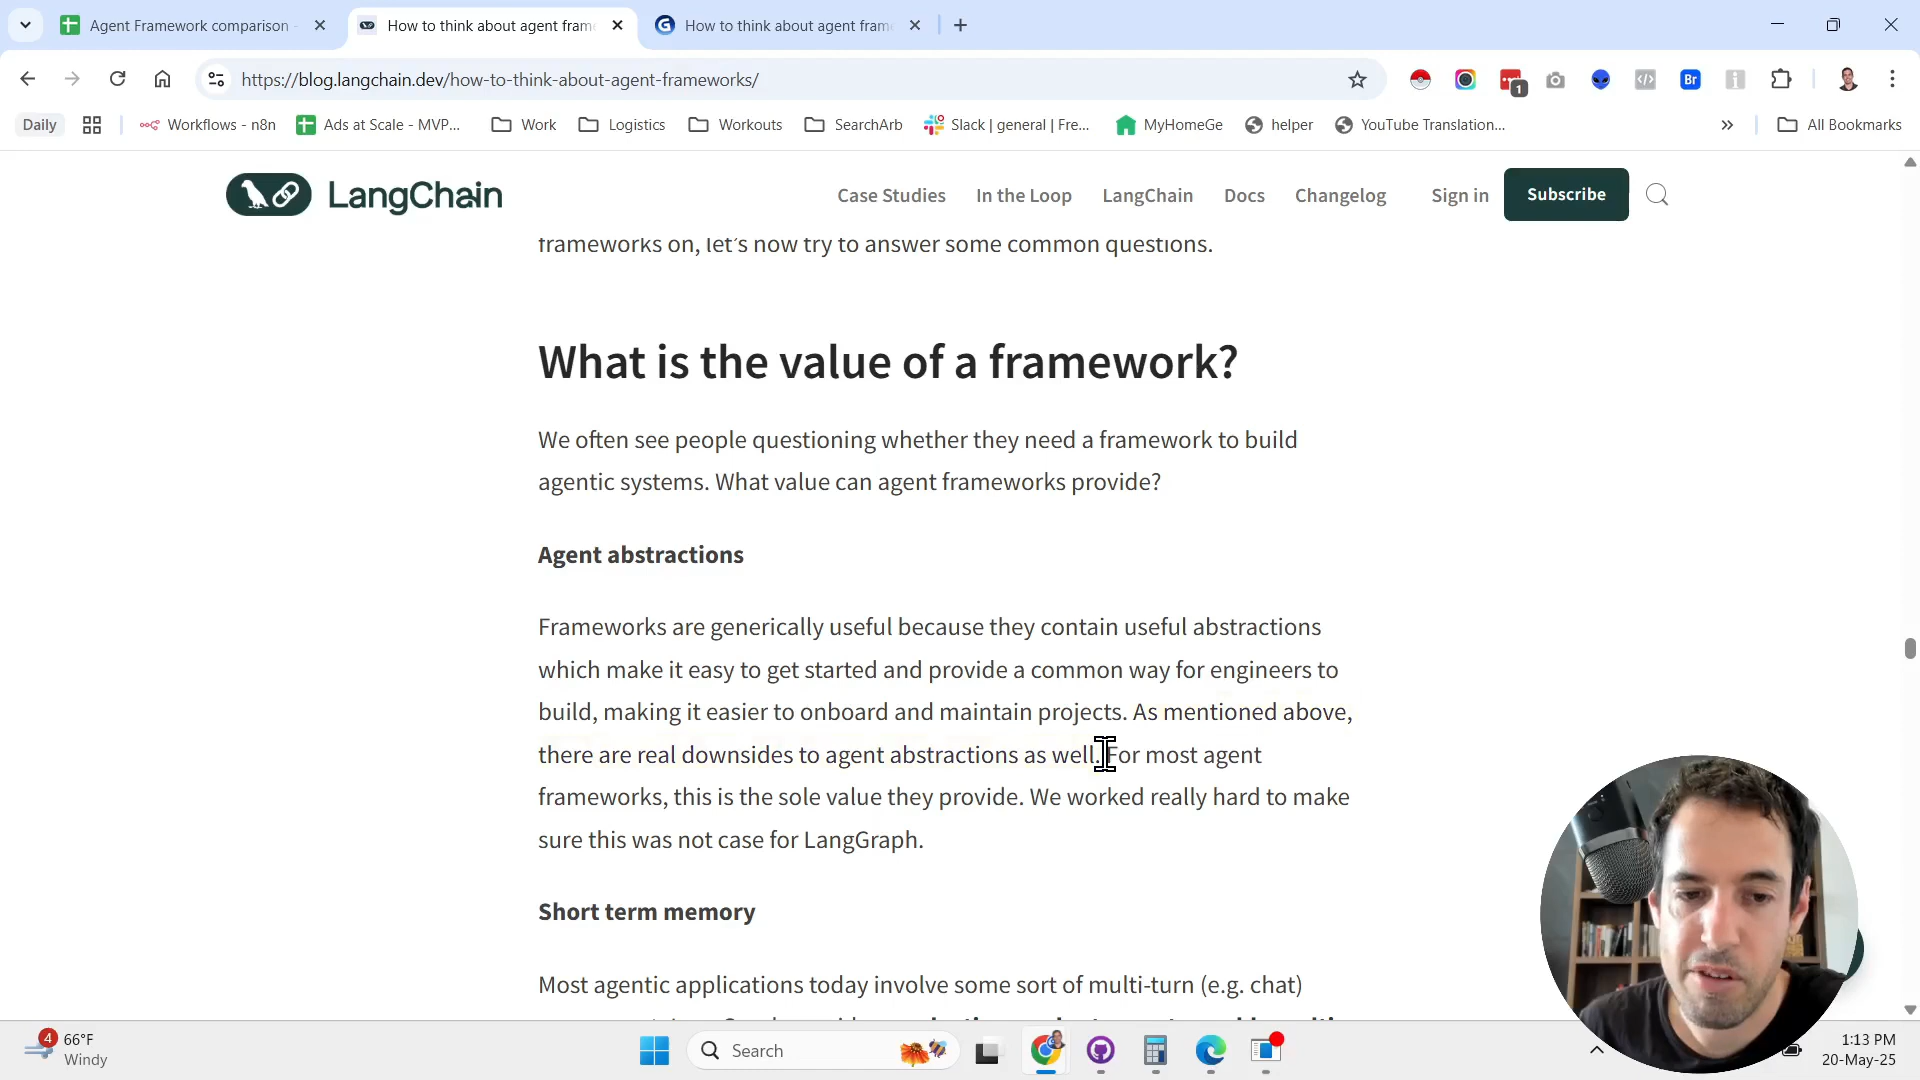 Agent Framework comparison -
How to think about agent fram
How to think about agent fram
https://blog.langchain.dev/how-to-think-about-agent-frameworks/
1
Br
Daily
Workflows - n8n
Ads at Scale - MVP...
Work
Logistics
Workouts
SearchArb
Slack | general | Fre...
MyHomeGe
helper
YouTube Translation...
All Bookmarks
LangChain
Case Studies
In the Loop
LangChain
Docs
Changelog
Sign in
Subscribe
frameworks on, let's now try to answer some common questions.
What is the value of a framework?
We often see people questioning whether they need a framework to build
agentic systems. What value can agent frameworks provide?
Agent abstractions
Frameworks are generically useful because they contain useful abstractions
which make it easy to get started and provide a common way for engineers to
build, making it easier to onboard and maintain projects. As mentioned above,
there are real downsides to agent abstractions as well. For most agent
frameworks, this is the sole value they provide. We worked really hard to make
sure this was not case for LangGraph.
Short term memory
Most agentic applications today involve some sort of multi-turn (e.g. chat)
4
66°F
Windy
Search
1:13 PM
20-May-25